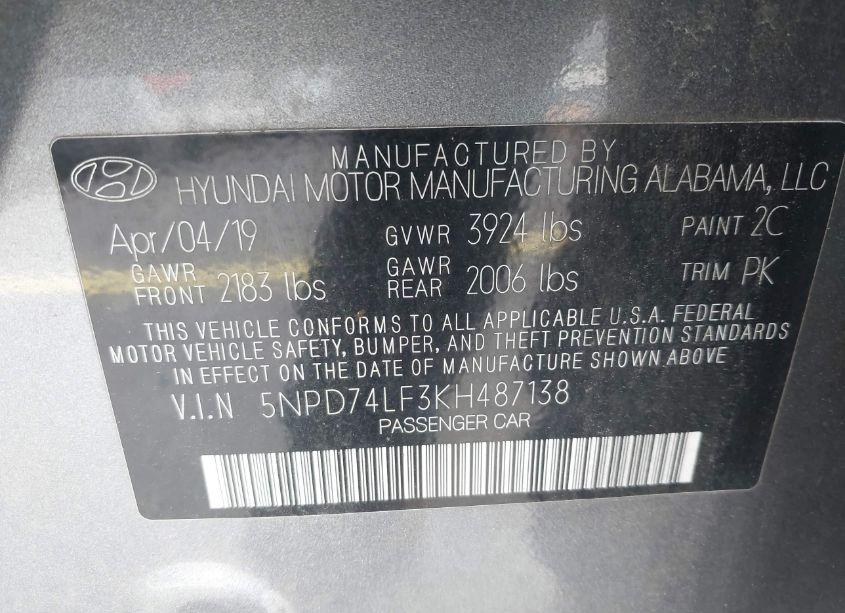 MANUFACTURED BY
HYUNDAI MOTOR MANUFACTURING ALABAMA, LLC
Apr/04/19 GVWR 3924 lbs PAINT 2C
GAWR FRONT 2183 lbs GAWR REAR 2006 lbs TRIM PK
THIS VEHICLE CONFORMS TO ALL APPLICABLE U.S.A. FEDERAL
MOTOR VEHICLE SAFETY, BUMPER, AND THEFT PREVENTION STANDARDS
IN EFFECT ON THE DATE OF MANUFACTURE SHOWN ABOVE
V.I.N 5NPD74LF3KH487138
PASSENGER CAR